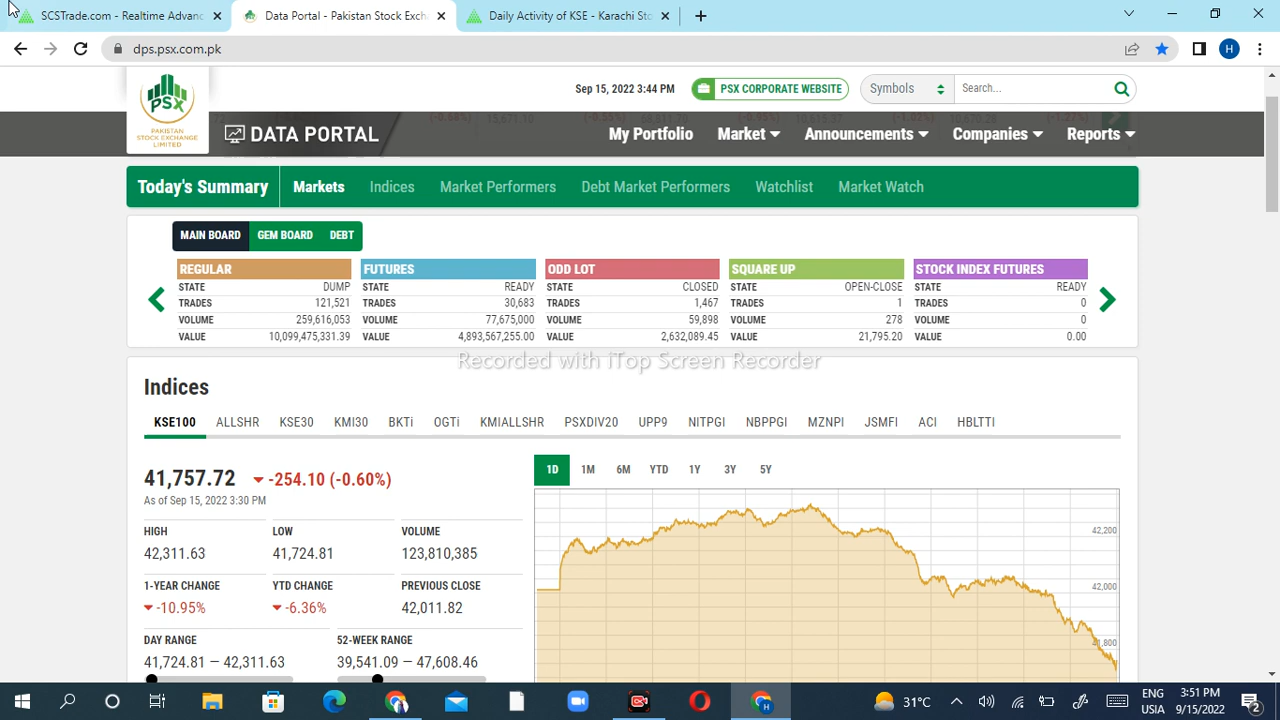 SCSTrade.com - Realtime Advanc
Data Portal - Pakistan Stock Exch
Daily Activity of KSE - Karachi Sto
dps.psx.com.pk
H
PSX
PAKISTAN
STOCK EXCHANGE
LIMITED
Sep 15, 2022 3:44 PM
PSX CORPORATE WEBSITE
Symbols
Search...
DATA PORTAL
My Portfolio Market Announcements Companies Reports
Today's Summary Markets Indices Market Performers Debt Market Performers Watchlist Market Watch
MAIN BOARD GEM BOARD DEBT
REGULAR FUTURES ODD LOT SQUARE UP STOCK INDEX FUTURES
STATE DUMP STATE READY STATE CLOSED STATE OPEN-CLOSE STATE READY
TRADES 121,521 TRADES 30,683 TRADES 1,467 TRADES 1 TRADES 0
VOLUME 259,616,053 VOLUME 77,675,000 VOLUME 59,898 VOLUME 278 VOLUME 0
VALUE 10,099,475,331.39 VALUE 4,893,567,255.00 VALUE 2,632,089.45 VALUE 21,795.20 VALUE 0.00
Recorded with iTop Screen Recorder
Indices
KSE100 ALLSHR KSE30 KMI30 BKTi OGTi KMIALLSHR PSXDIV20 UPP9 NITPGI NBPPGI MZNPI JSMFI ACI HBLTTI
41,757.72 -254.10 (-0.60%)
As of Sep 15, 2022 3:30 PM
1D 1M 6M YTD 1Y 3Y 5Y
HIGH LOW VOLUME
42,311.63 41,724.81 123,810,385
1-YEAR CHANGE YTD CHANGE PREVIOUS CLOSE
-10.95% -6.36% 42,011.82
DAY RANGE 52-WEEK RANGE
41,724.81 — 42,311.63 39,541.09 — 47,608.46
42,200
42,000
41,800
31°C
ENG
USIA
3:51 PM
9/15/2022
2